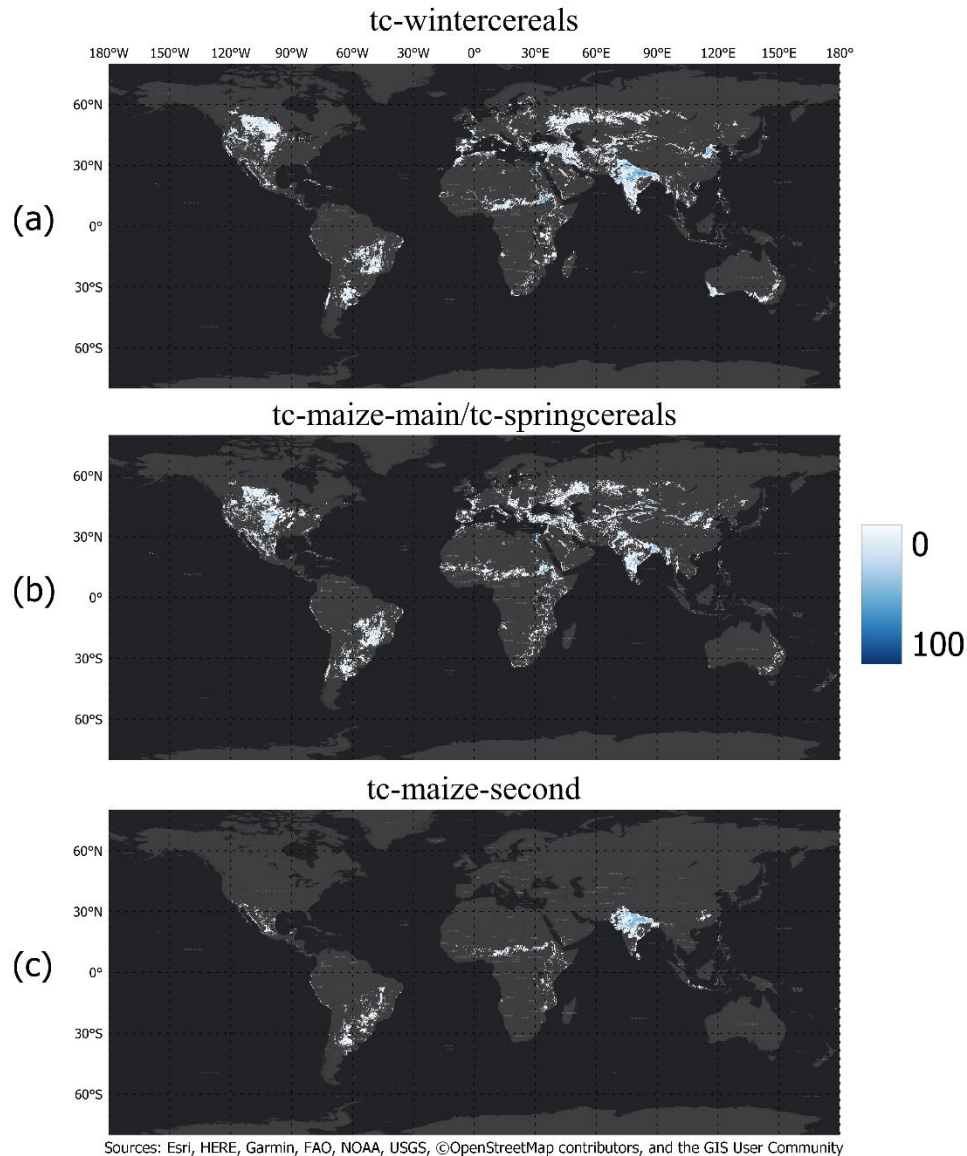 tc-wintercereals
180°W 150°W 120°W 90°W 60°W 30°W 0° 30°E 60°E 90°E 120°E 150°E 180°
60°N
30°N
(a)
0°
30°S
60°S
tc-maize-main/tc-springcereals
60°N
30°N
(b)
0°
30°S
60°S
0
100
tc-maize-second
60°N
30°N
(c)
0°
30°S
60°S
Sources: Esri, HERE, Garmin, FAO, NOAA, USGS, ©OpenStreetMap contributors, and the GIS User Community